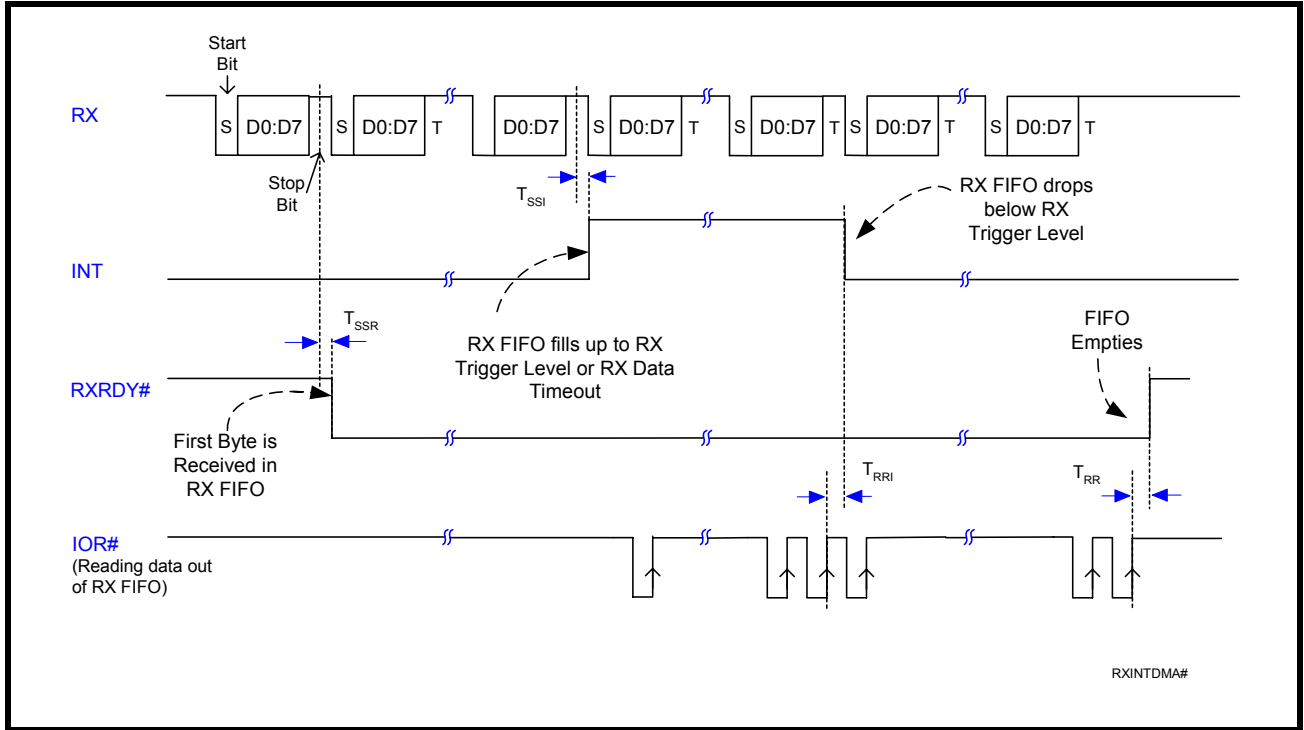 Start
Bit
RX
S D0:D7 S D0:D7 T D0:D7 S D0:D7 T S D0:D7 T S D0:D7 T S D0:D7 T
Stop
Bit
TSSI
RX FIFO drops
below RX
Trigger Level
INT
TSSR
RX FIFO fills up to RX
Trigger Level or RX Data
Timeout
FIFO
Empties
RXRDY#
First Byte is
Received in
RX FIFO
TRRI
TRR
IOR#
(Reading data out
of RX FIFO)
RXINTDMA#